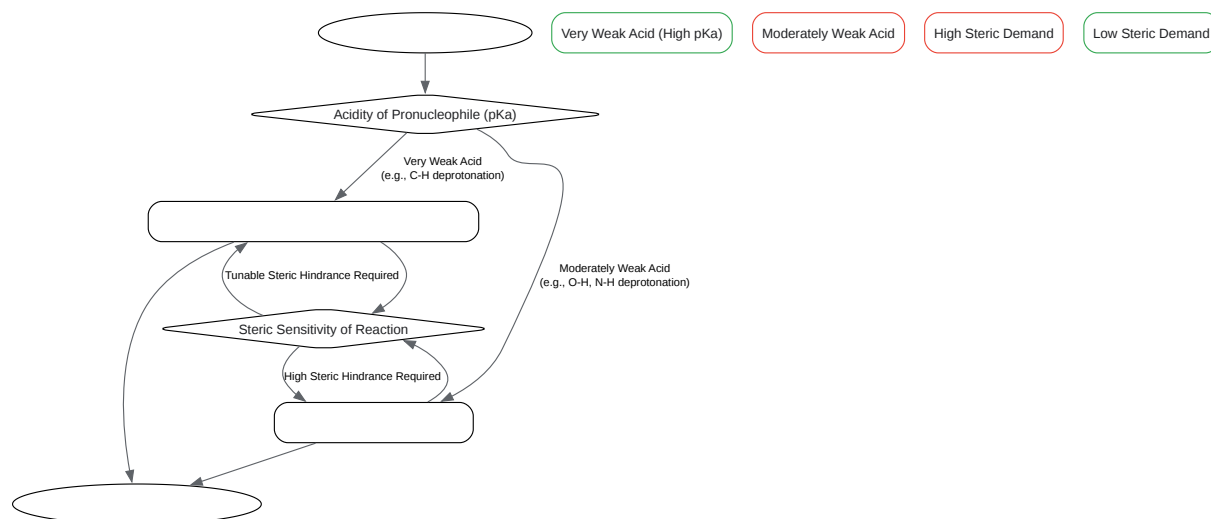 Very Weak Acid (High pKa)
Moderately Weak Acid
High Steric Demand
Low Steric Demand
Acidity of Pronucleophile (pKa)
Very Weak Acid
(e.g., C-H deprotonation)
Moderately Weak Acid
(e.g., O-H, N-H deprotonation)
Tunable Steric Hindrance Required
Steric Sensitivity of Reaction
High Steric Hindrance Required